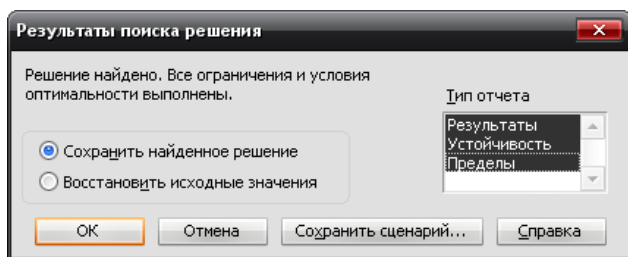 Результаты поиска решения
Решение найдено. Все ограничения и условия
оптимальности выполнены.
Тип отчета
Результаты
Устойчивость
Пределы
Сохранить найденное решение
Восстановить исходные значения
ОК
Отмена
Сохранить сценарий...
Справка